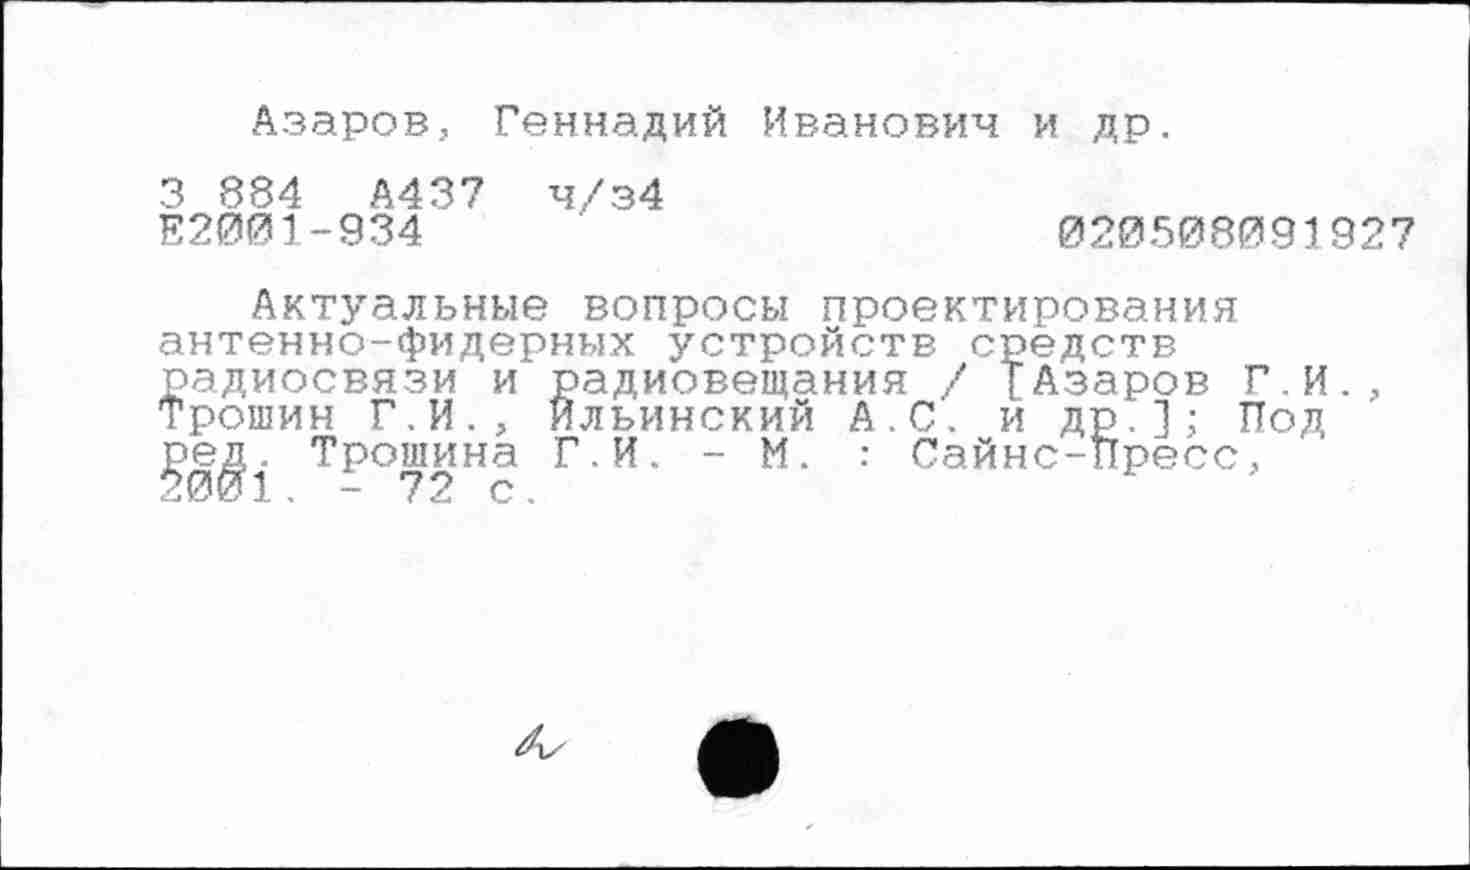 Азаров, Геннадий Иванович и др.
З 884 А437 ч/з4
Е2001-934 020508091927
Актуальные вопросы проектирования
антенно-фидерных устройств средств
радиосвязи и радиовещания / [Азаров Г.И.,
Трошин Г.И., Ильинский А.С. и др.]; Под
ред. Трошина Г.И. - М. : Сайнс-Пресс,
2001. - 72 с.